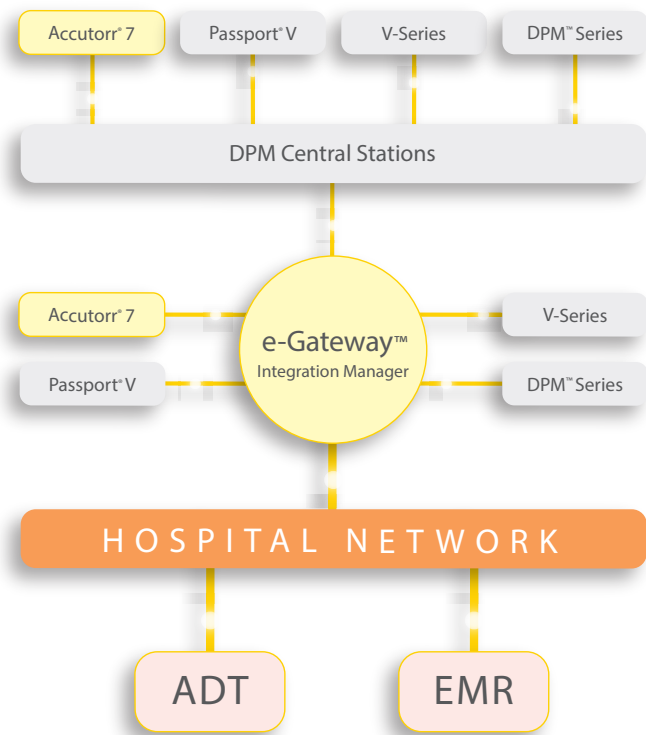 Accutorr® 7
Passport® V
V-Series
DPM™ Series
DPM Central Stations
Accutorr® 7
e-Gateway™
Integration Manager
V-Series
Passport® V
DPM™ Series
HOSPITAL NETWORK
ADT
EMR